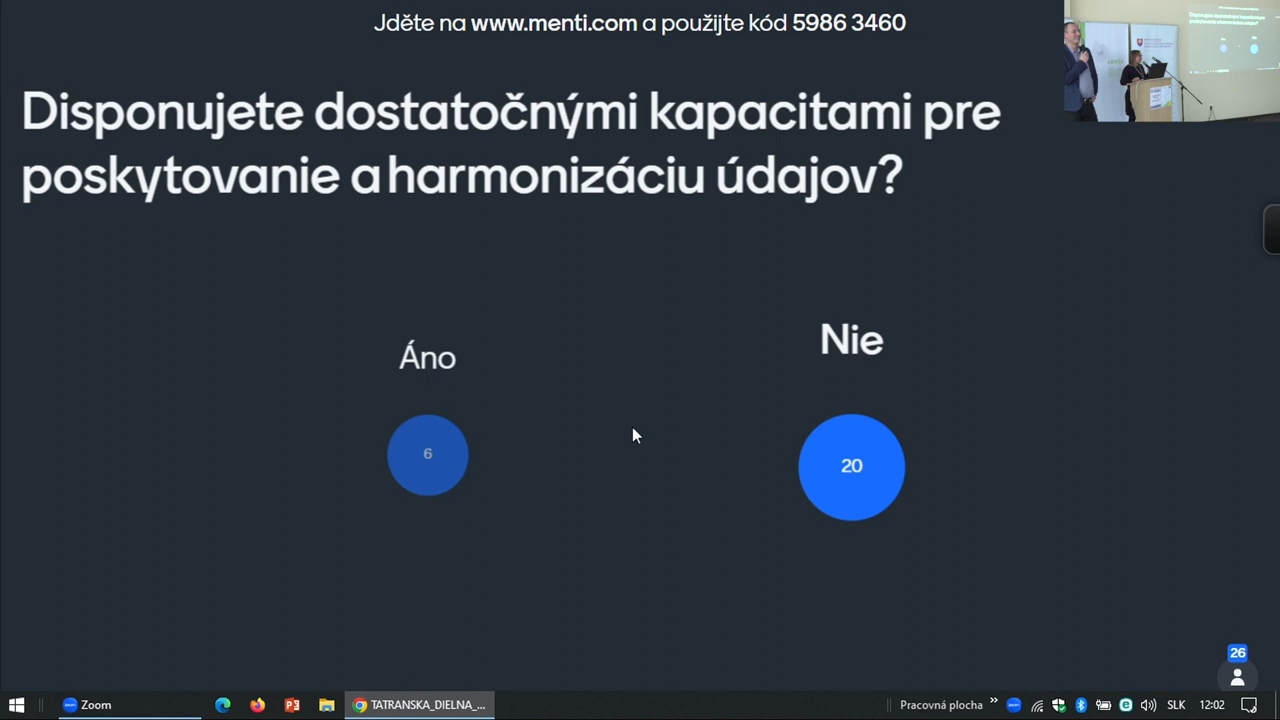 Jděte na www.menti.com a použijte kód 5986 3460
Disponujete dostatočnými kapacitami pre
poskytovanie a harmonizáciu údajov?
Áno
Nie
6
20
26
Zoom
TATRANSKA_DIELNA_...
Pracovná plocha
SLK
12:02